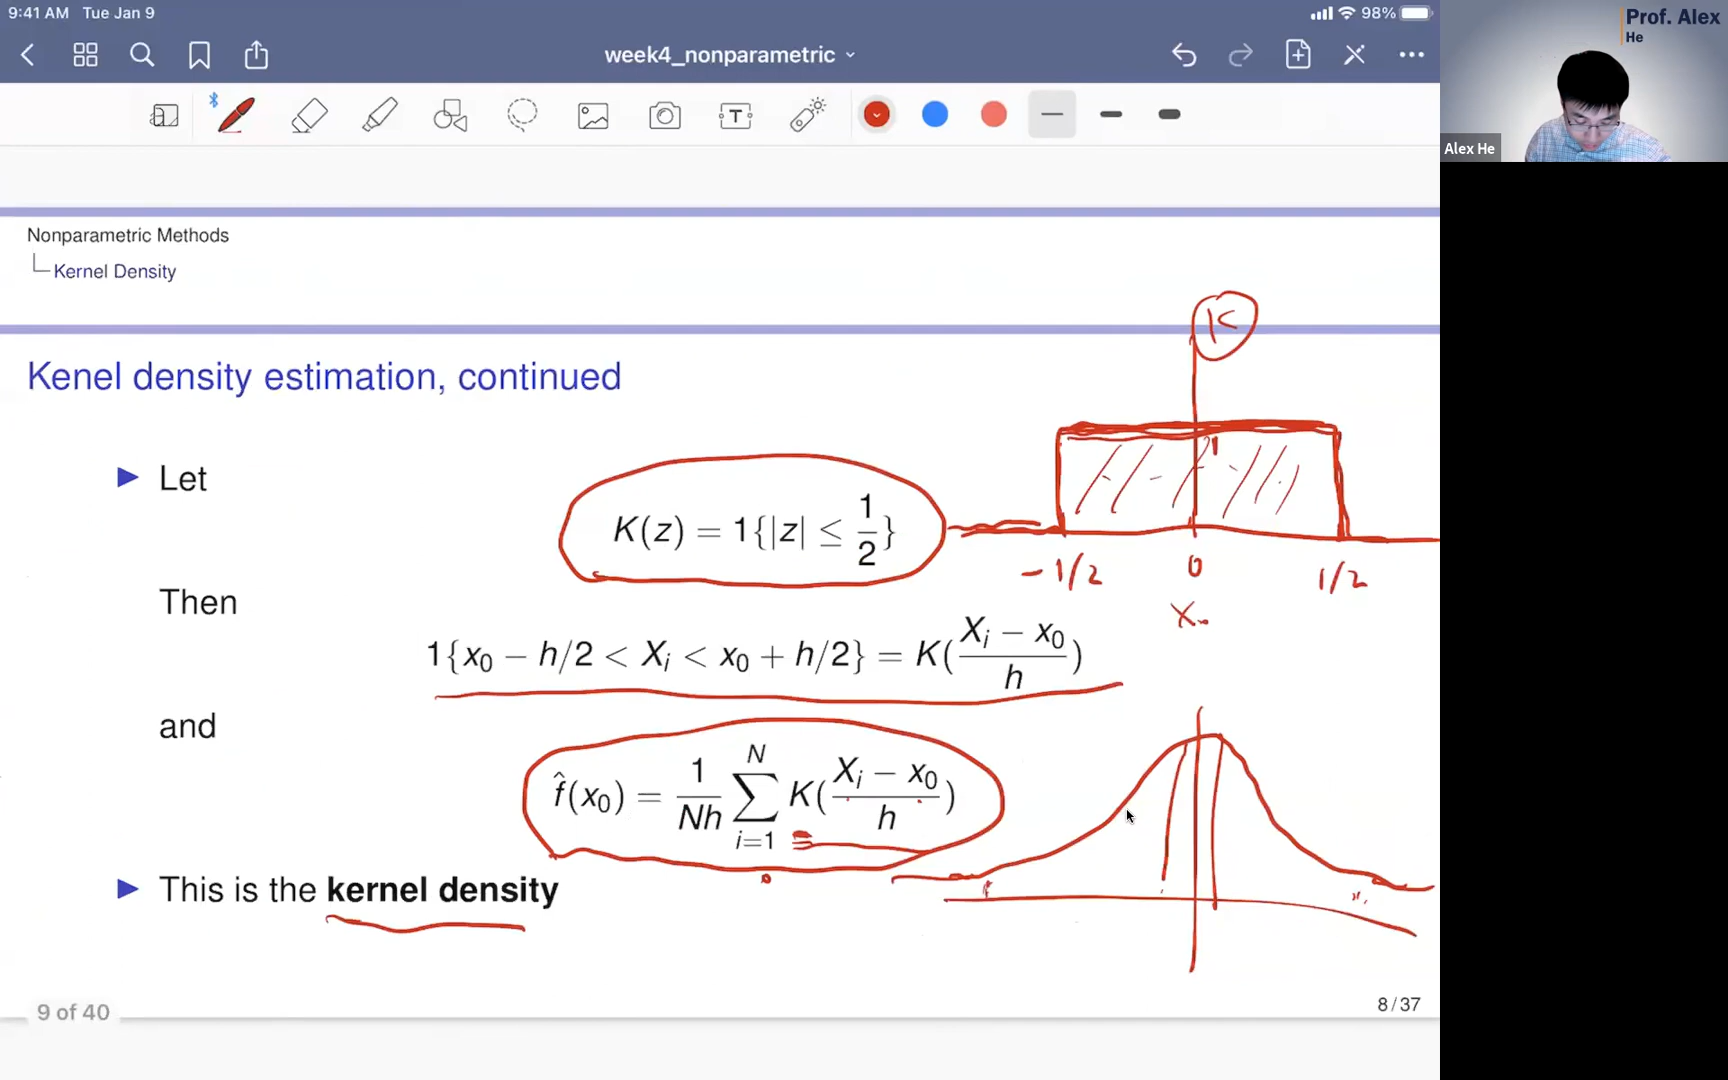 9:41 AM Tue Jan 9
98%
Prof. Alex
He
week4_nonparametric
T
Alex He
Nonparametric Methods
Kernel Density
K
Kenel density estimation, continued
1
Let
K(z) = 1{|z| ≤ 1/2}
-1/2 0 1/2
Then
x₀
1{x₀ − h/2 < Xᵢ < x₀ + h/2} = K((Xᵢ − x₀)/h)
and
f̂(x₀) = 1/(Nh) ∑ᵢ₌₁ᴺ K((Xᵢ − x₀)/h)
This is the kernel density
9 of 40
8/37